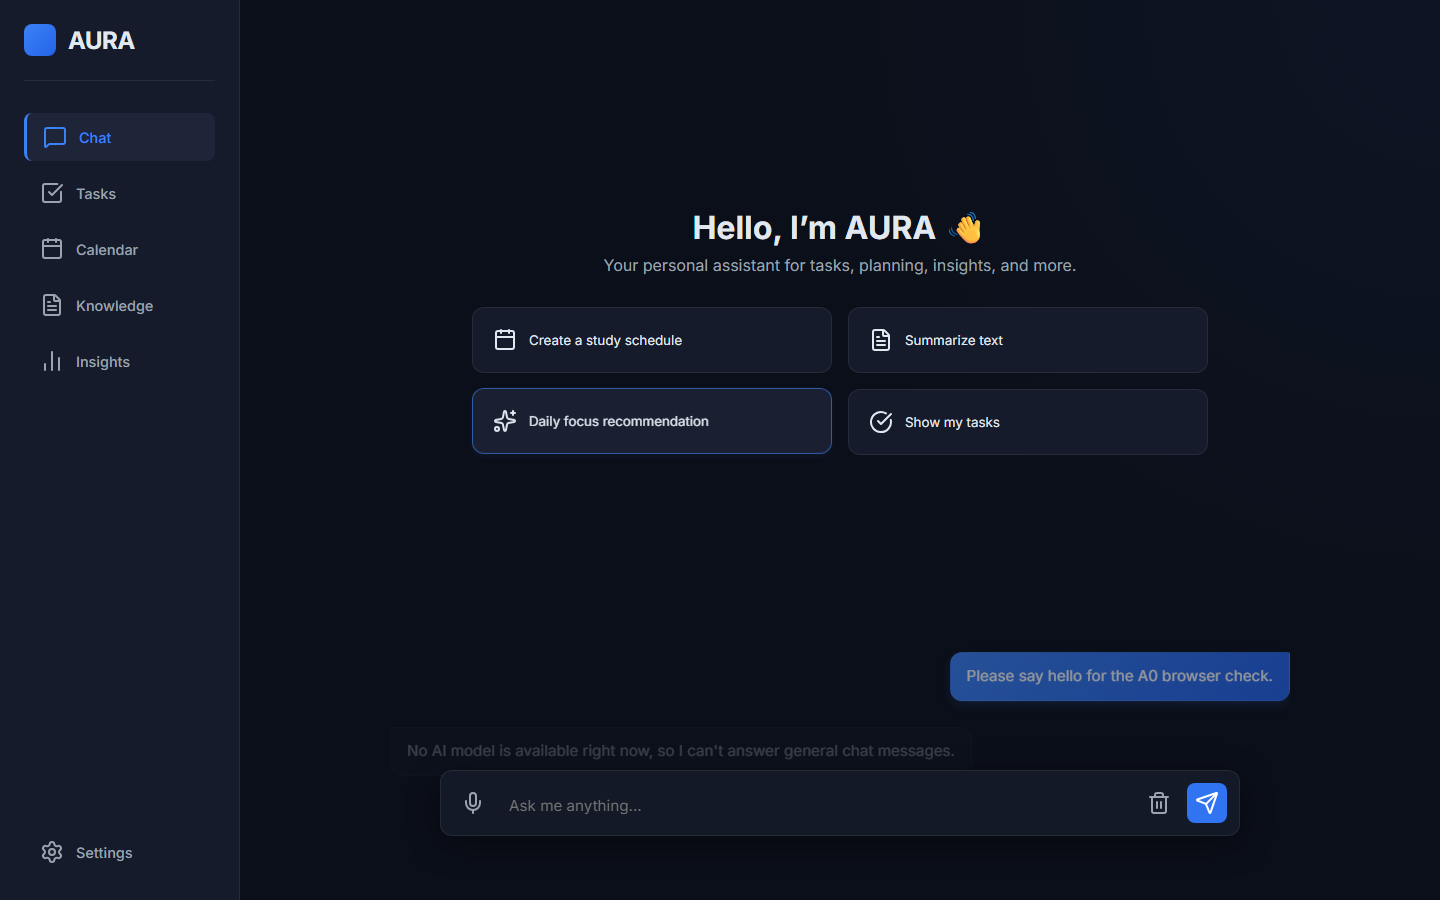 AURA
Chat
Tasks
Calendar
Knowledge
Insights
Settings
Hello, I’m AURA 👋
Your personal assistant for tasks, planning, insights, and more.
Create a study schedule
Summarize text
Daily focus recommendation
Show my tasks
Please say hello for the A0 browser check.
No AI model is available right now, so I can't answer general chat messages.
Ask me anything...